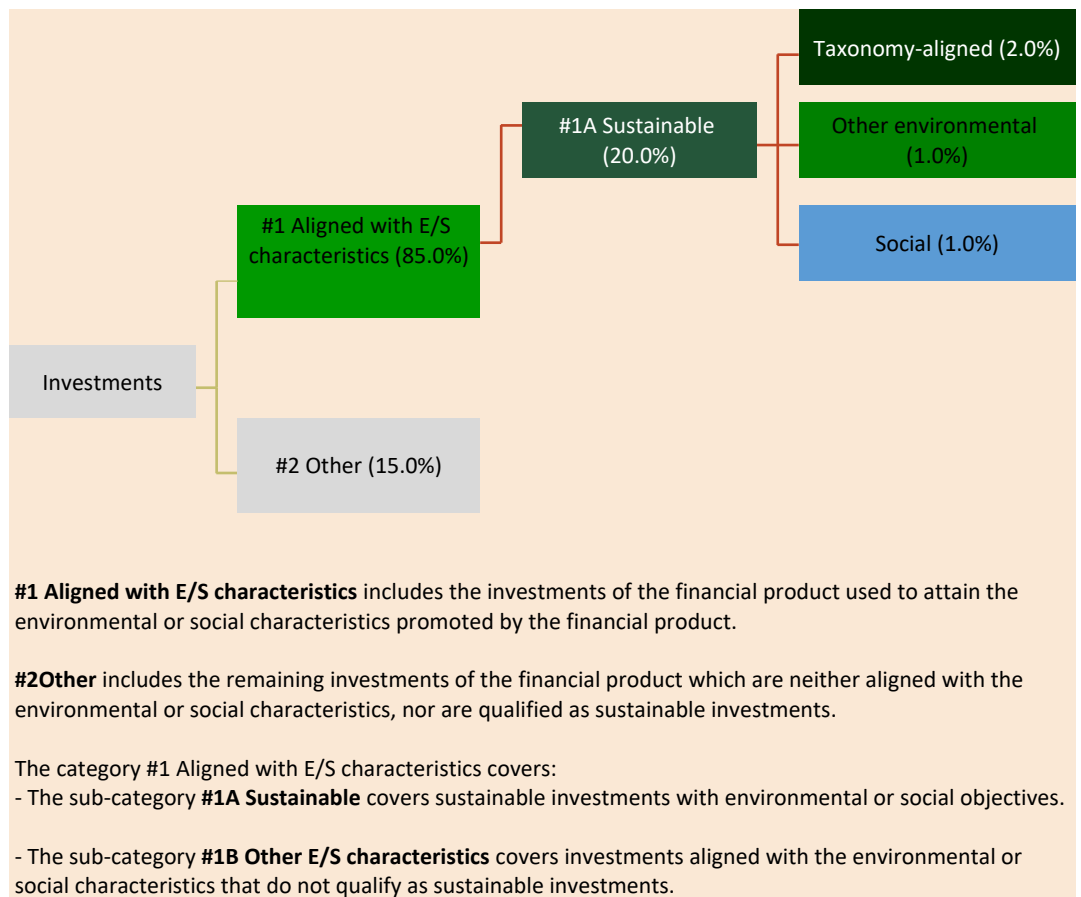 Taxonomy-aligned (2.0%)
#1A Sustainable
(20.0%)
Other environmental
(1.0%)
#1 Aligned with E/S
characteristics (85.0%)
Social (1.0%)
Investments
#2 Other (15.0%)
#1 Aligned with E/S characteristics includes the investments of the financial product used to attain the
environmental or social characteristics promoted by the financial product.
#2Other includes the remaining investments of the financial product which are neither aligned with the
environmental or social characteristics, nor are qualified as sustainable investments.
The category #1 Aligned with E/S characteristics covers:
- The sub-category #1A Sustainable covers sustainable investments with environmental or social objectives.
- The sub-category #1B Other E/S characteristics covers investments aligned with the environmental or
social characteristics that do not qualify as sustainable investments.